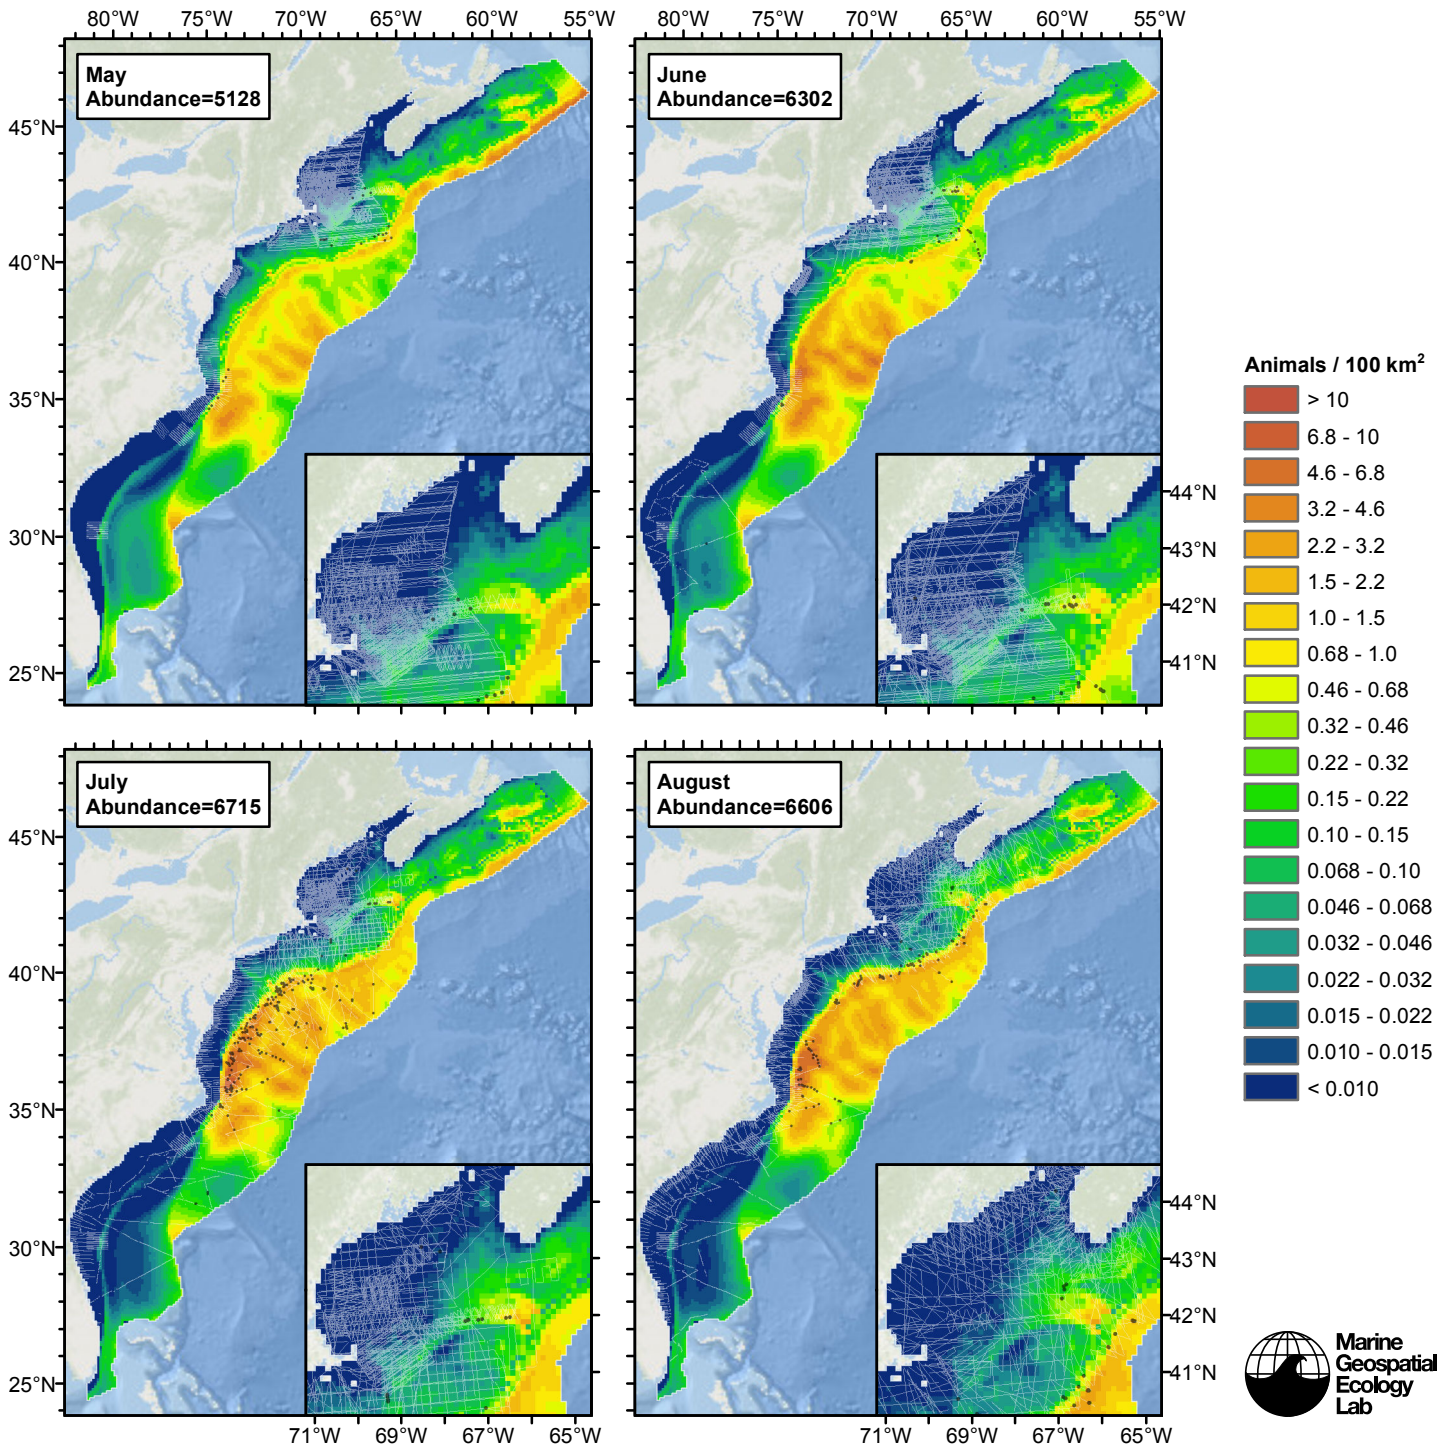 80°W 75°W 70°W 65°W 60°W 55°W
80°W 75°W 70°W 65°W 60°W 55°W
May
Abundance=5128
June
Abundance=6302
45°N
40°N
35°N
30°N
25°N
44°N
43°N
42°N
41°N
July
Abundance=6715
August
Abundance=6606
45°N
40°N
35°N
30°N
25°N
44°N
43°N
42°N
41°N
71°W 69°W 67°W 65°W
71°W 69°W 67°W 65°W
Animals / 100 km²
> 10
6.8 - 10
4.6 - 6.8
3.2 - 4.6
2.2 - 3.2
1.5 - 2.2
1.0 - 1.5
0.68 - 1.0
0.46 - 0.68
0.32 - 0.46
0.22 - 0.32
0.15 - 0.22
0.10 - 0.15
0.068 - 0.10
0.046 - 0.068
0.032 - 0.046
0.022 - 0.032
0.015 - 0.022
0.010 - 0.015
< 0.010
Marine
Geospatial
Ecology
Lab